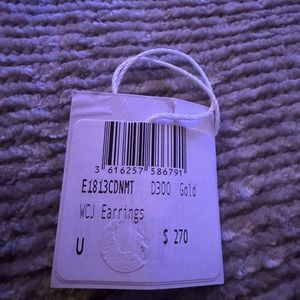 3 616257 586791
E1813CDNMT D300 Gold
WCJ Earrings
U $ 270